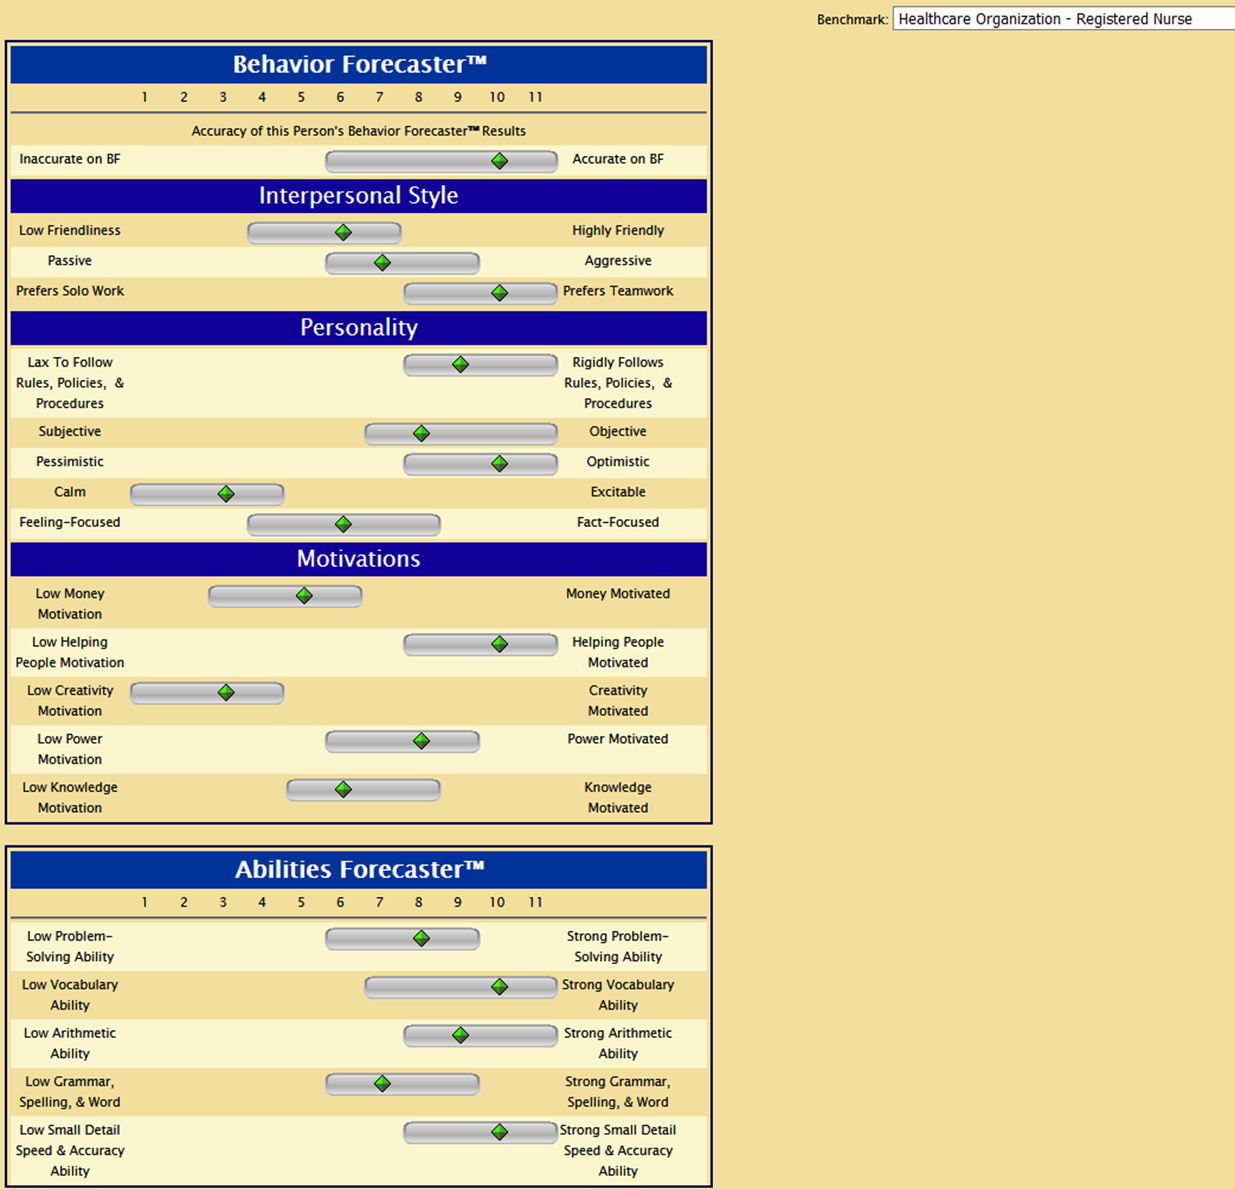 Benchmark: Healthcare Organization - Registered Nurse
Behavior Forecaster™
1 2 3 4 5 6 7 8 9 10 11
Accuracy of this Person's Behavior Forecaster™ Results
Inaccurate on BF Accurate on BF
Interpersonal Style
Low Friendliness Highly Friendly
Passive Aggressive
Prefers Solo Work Prefers Teamwork
Personality
Lax To Follow Rigidly Follows
Rules, Policies, & Rules, Policies, &
Procedures Procedures
Subjective Objective
Pessimistic Optimistic
Calm Excitable
Feeling-Focused Fact-Focused
Motivations
Low Money Money Motivated
Motivation
Low Helping Helping People
People Motivation Motivated
Low Creativity Creativity
Motivation Motivated
Low Power Power Motivated
Motivation
Low Knowledge Knowledge
Motivation Motivated
Abilities Forecaster™
1 2 3 4 5 6 7 8 9 10 11
Low Problem- Strong Problem-
Solving Ability Solving Ability
Low Vocabulary Strong Vocabulary
Ability Ability
Low Arithmetic Strong Arithmetic
Ability Ability
Low Grammar, Strong Grammar,
Spelling, & Word Spelling, & Word
Low Small Detail Strong Small Detail
Speed & Accuracy Speed & Accuracy
Ability Ability